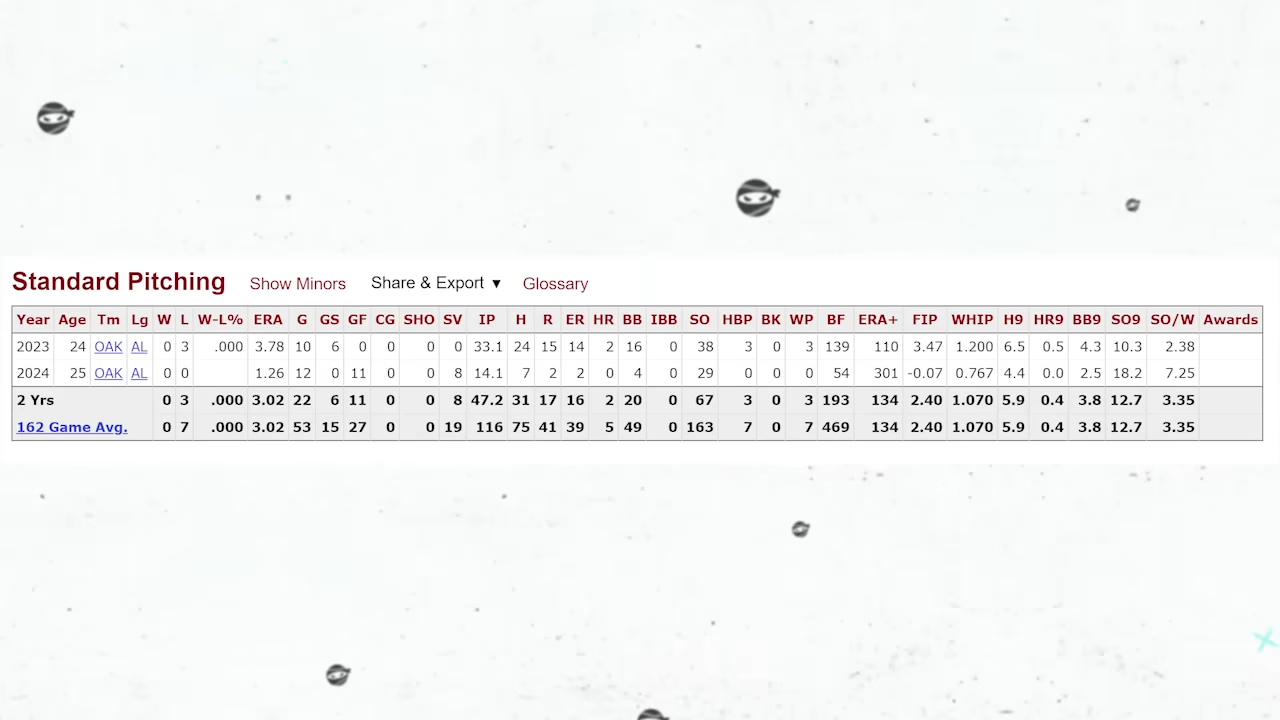 Standard Pitching Show Minors Share & Export ▼ Glossary
Year Age Tm Lg W L W-L% ERA G GS GF CG SHO SV IP H R ER HR BB IBB SO HBP BK WP BF ERA+ FIP WHIP H9 HR9 BB9 SO9 SO/W Awards
2023 24 OAK AL 0 3 .000 3.78 10 6 0 0 0 0 33.1 24 15 14 2 16 0 38 3 0 3 139 110 3.47 1.200 6.5 0.5 4.3 10.3 2.38
2024 25 OAK AL 0 0 1.26 12 0 11 0 0 8 14.1 7 2 2 0 4 0 29 0 0 0 54 301 -0.07 0.767 4.4 0.0 2.5 18.2 7.25
2 Yrs 0 3 .000 3.02 22 6 11 0 0 8 47.2 31 17 16 2 20 0 67 3 0 3 193 134 2.40 1.070 5.9 0.4 3.8 12.7 3.35
162 Game Avg. 0 7 .000 3.02 53 15 27 0 0 19 116 75 41 39 5 49 0 163 7 0 7 469 134 2.40 1.070 5.9 0.4 3.8 12.7 3.35